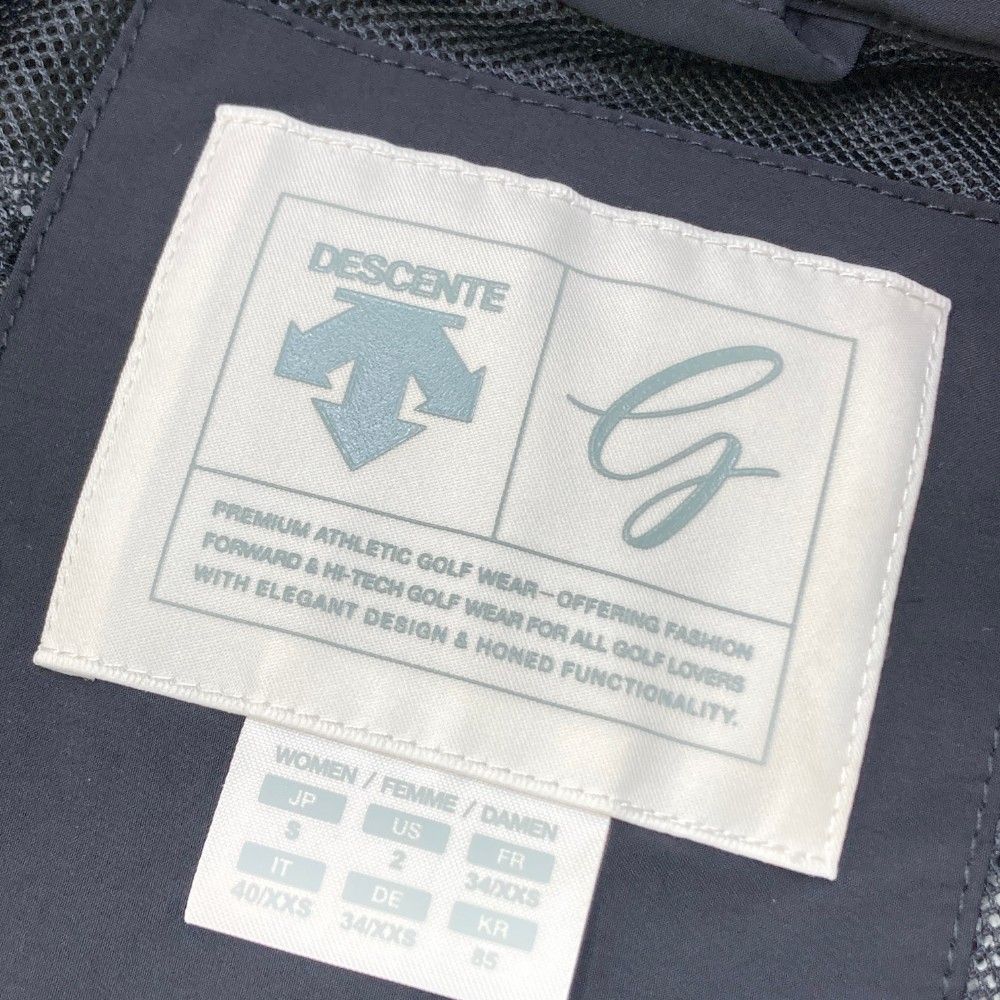 DESCENTE
G
PREMIUM ATHLETIC GOLF WEAR—OFFERING FASHION
FORWARD & HI-TECH GOLF WEAR FOR ALL GOLF LOVERS
WITH ELEGANT DESIGN & HONED FUNCTIONALITY.
WOMEN / FEMME / DAMEN
JP US FR
S 2 34/XXS
IT DE KR
40/XXS 34/XXS 85